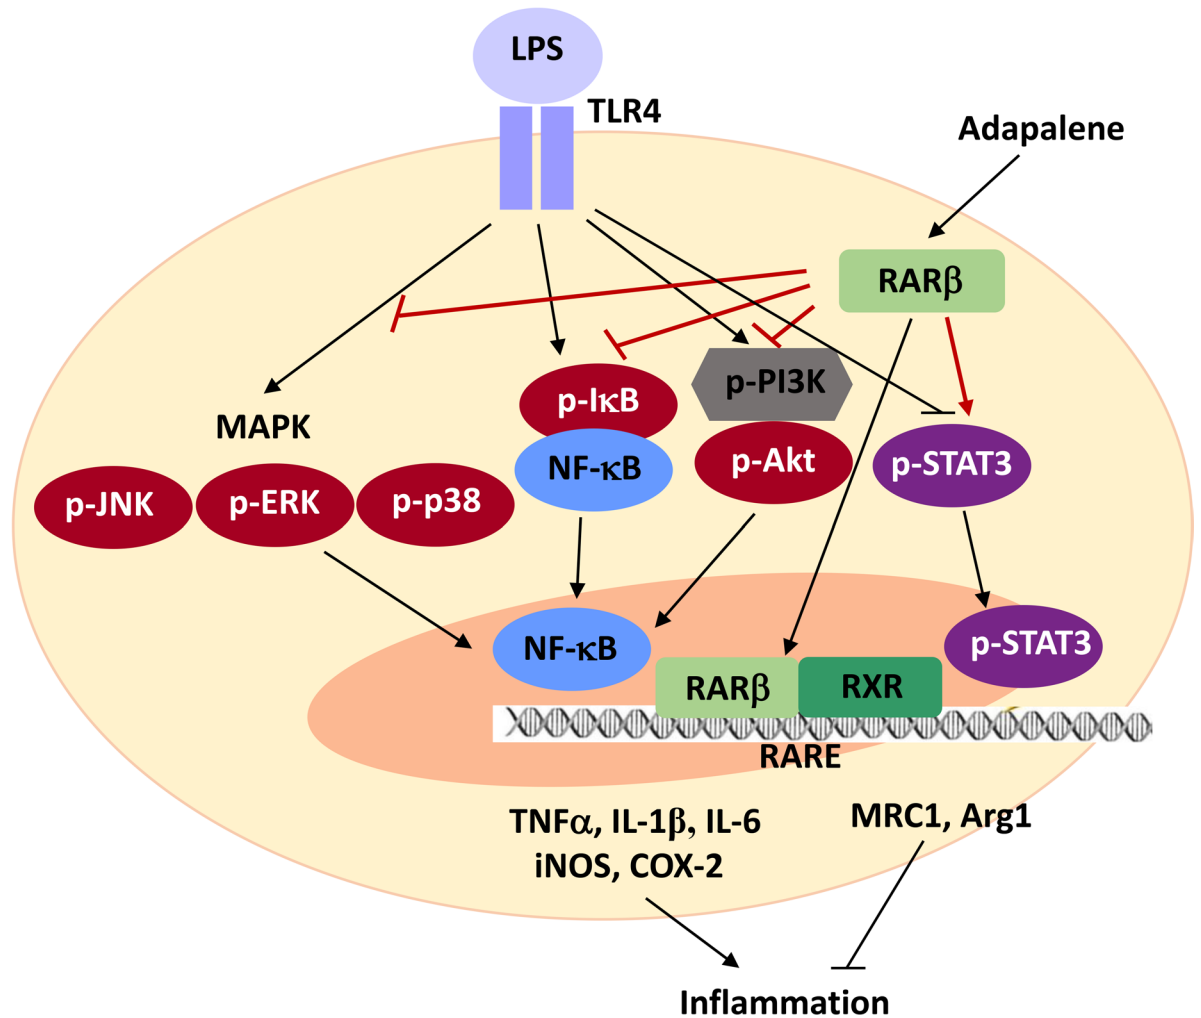 LPS
TLR4
Adapalene
RARβ
p-IκB
p-PI3K
MAPK
NF-κB
p-Akt
p-STAT3
p-JNK
p-ERK
p-p38
NF-κB
p-STAT3
RARβ
RXR
RARE
TNFα, IL-1β, IL-6
iNOS, COX-2
MRC1, Arg1
Inflammation